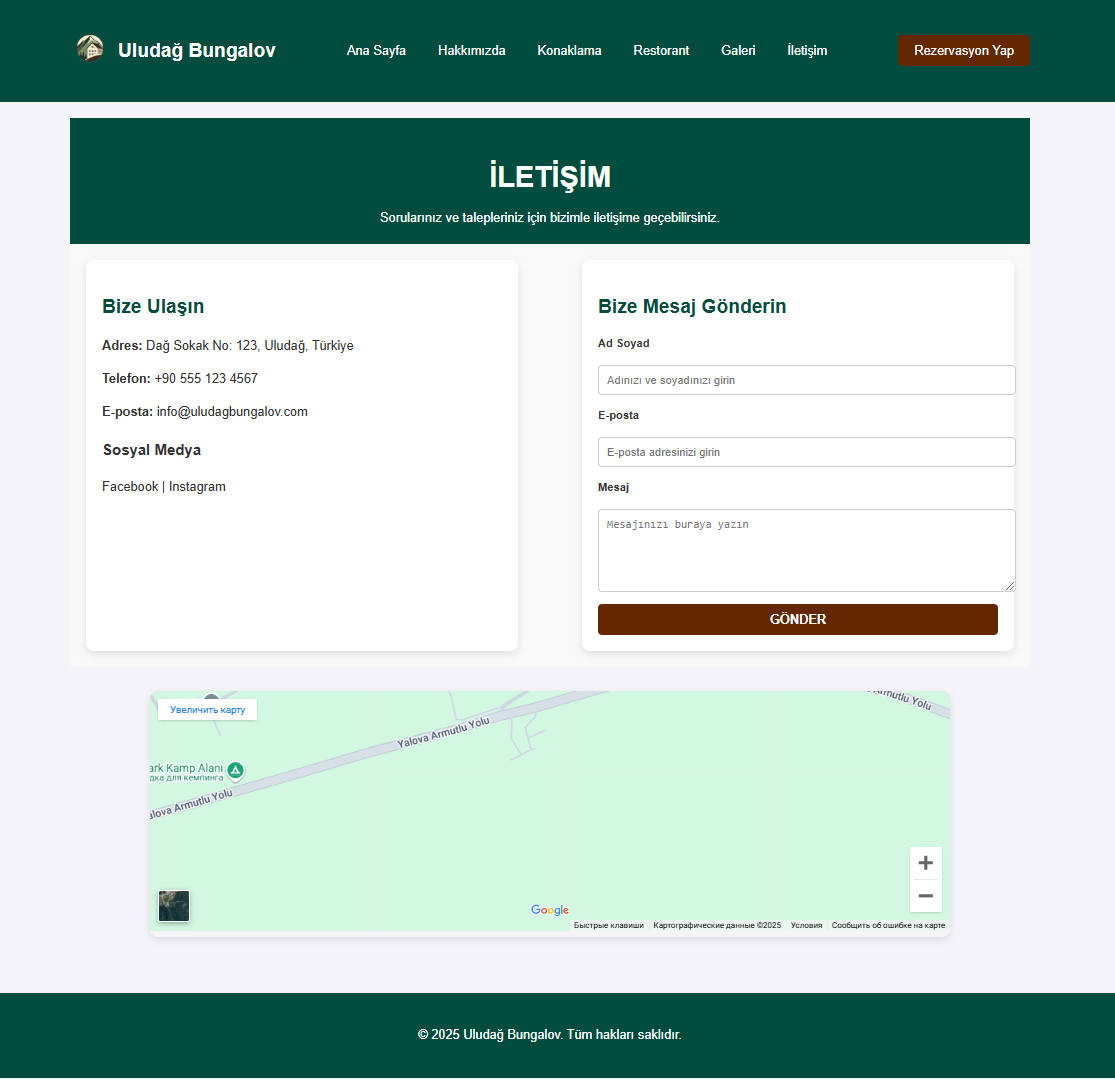 Uludağ Bungalov
Ana Sayfa
Hakkımızda
Konaklama
Restorant
Galeri
İletişim
Rezervasyon Yap
İLETİŞİM
Sorularınız ve talepleriniz için bizimle iletişime geçebilirsiniz.
Bize Ulaşın
Adres: Dağ Sokak No: 123, Uludağ, Türkiye
Telefon: +90 555 123 4567
E-posta: info@uludagbungalov.com
Sosyal Medya
Facebook | Instagram
Bize Mesaj Gönderin
Ad Soyad
Adınızı ve soyadınızı girin
E-posta
E-posta adresinizi girin
Mesaj
Mesajınızı buraya yazın
GÖNDER
Увеличить карту
Yalova Armutlu Yolu
Armutlu Yolu
ark Kamp Alanı
дка для кемпинга
alova Armutlu Yolu
Google
Быстрые клавиши
Картографические данные ©2025
Условия
Сообщить об ошибке на карте
© 2025 Uludağ Bungalov. Tüm hakları saklıdır.